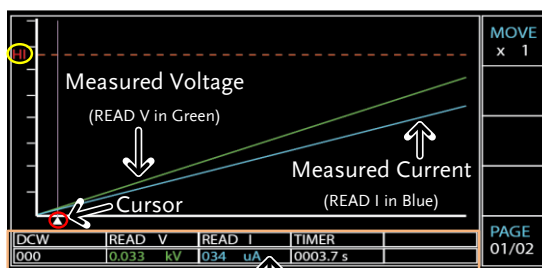 MOVE
x 1
HI
Measured Voltage
(READ V in Green)
Measured Current
(READ I in Blue)
Cursor
PAGE
01/02
DCW READ V READ I TIMER
000 0.033 kV 034 uA 0003.7 s